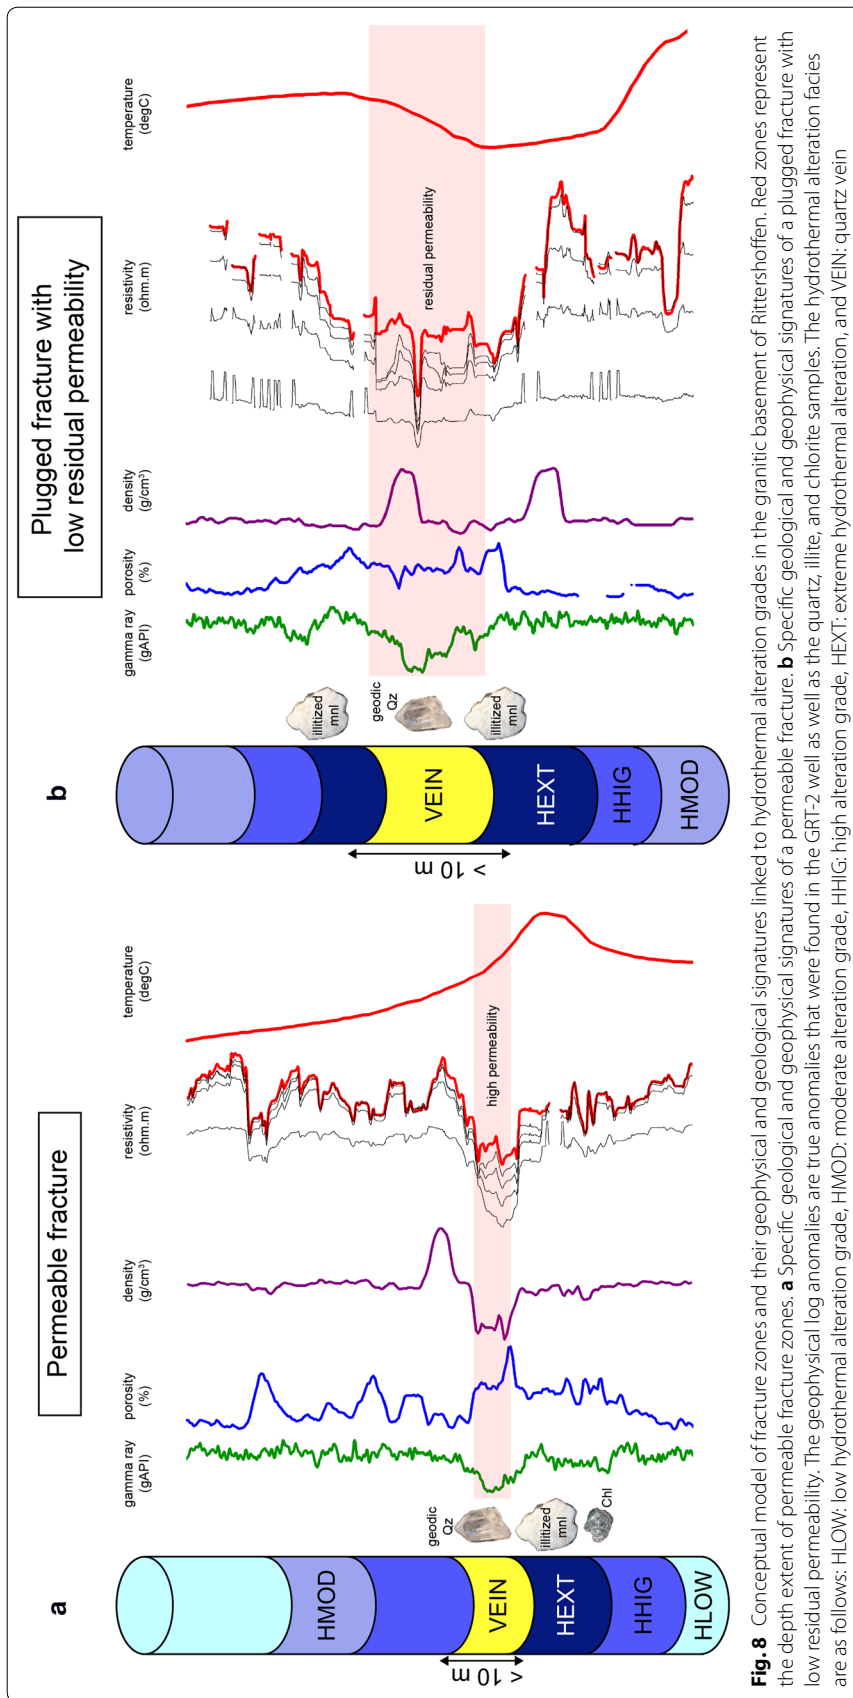 a
Permeable fracture
gamma ray
(gAPI)
porosity
(%)
density
(g/cm³)
resistivity
(ohm.m)
temperature
(degC)
HMOD
VEIN
HEXT
HHIG
HLOW
< 10 m
geodic
Qz
illitized
mnl
Chl
high permeability
b
Plugged fracture with
low residual permeability
gamma ray
(gAPI)
porosity
(%)
density
(g/cm³)
resistivity
(ohm.m)
temperature
(degC)
VEIN
HEXT
HHIG
HMOD
> 10 m
illitized
mnl
geodic
Qz
illitized
mnl
residual permeability
Fig. 8 Conceptual model of fracture zones and their geophysical and geological signatures linked to hydrothermal alteration grades in the granitic basement of Rittershoffen. Red zones represent
the depth extent of permeable fracture zones. a Specific geological and geophysical signatures of a permeable fracture. b Specific geological and geophysical signatures of a plugged fracture with
low residual permeability. The geophysical log anomalies are true anomalies that were found in the GRT-2 well as well as the quartz, illite, and chlorite samples. The hydrothermal alteration facies
are as follows: HLOW: low hydrothermal alteration grade, HMOD: moderate alteration grade, HHIG: high alteration grade, HEXT: extreme hydrothermal alteration, and VEIN: quartz vein